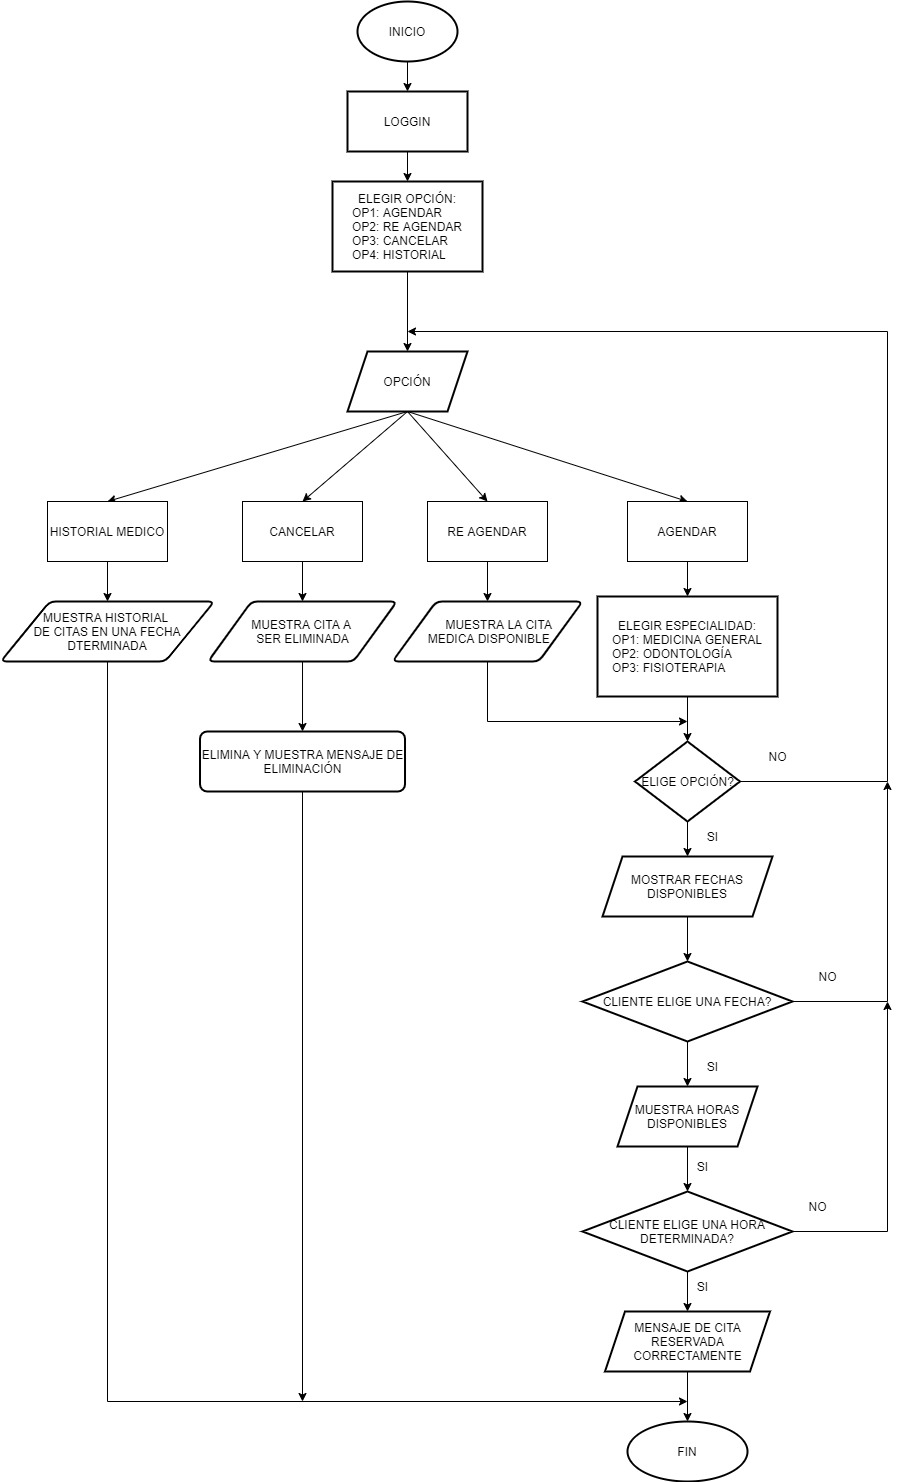 INICIO
LOGGIN
ELEGIR OPCIÓN:
OP1: AGENDAR
OP2: RE AGENDAR
OP3: CANCELAR
OP4: HISTORIAL
OPCIÓN
HISTORIAL MEDICO
CANCELAR
RE AGENDAR
AGENDAR
MUESTRA HISTORIAL
DE CITAS EN UNA FECHA
DTERMINADA
MUESTRA CITA A
SER ELIMINADA
MUESTRA LA CITA
MEDICA DISPONIBLE
ELEGIR ESPECIALIDAD:
OP1: MEDICINA GENERAL
OP2: ODONTOLOGÍA
OP3: FISIOTERAPIA
ELIMINA Y MUESTRA MENSAJE DE
ELIMINACIÓN
ELIGE OPCIÓN?
NO
SI
MOSTRAR FECHAS
DISPONIBLES
CLIENTE ELIGE UNA FECHA?
NO
SI
MUESTRA HORAS
DISPONIBLES
SI
CLIENTE ELIGE UNA HORA
DETERMINADA?
NO
SI
MENSAJE DE CITA
RESERVADA
CORRECTAMENTE
FIN